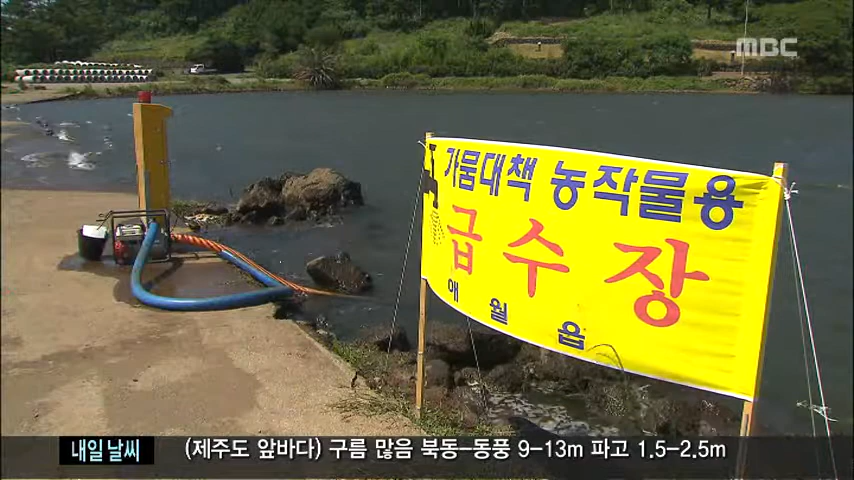 MBC
가뭄대책 농작물용
급수장
애월읍
내일 날씨 (제주도 앞바다) 구름 많음 북동-동풍 9-13m 파고 1.5-2.5m